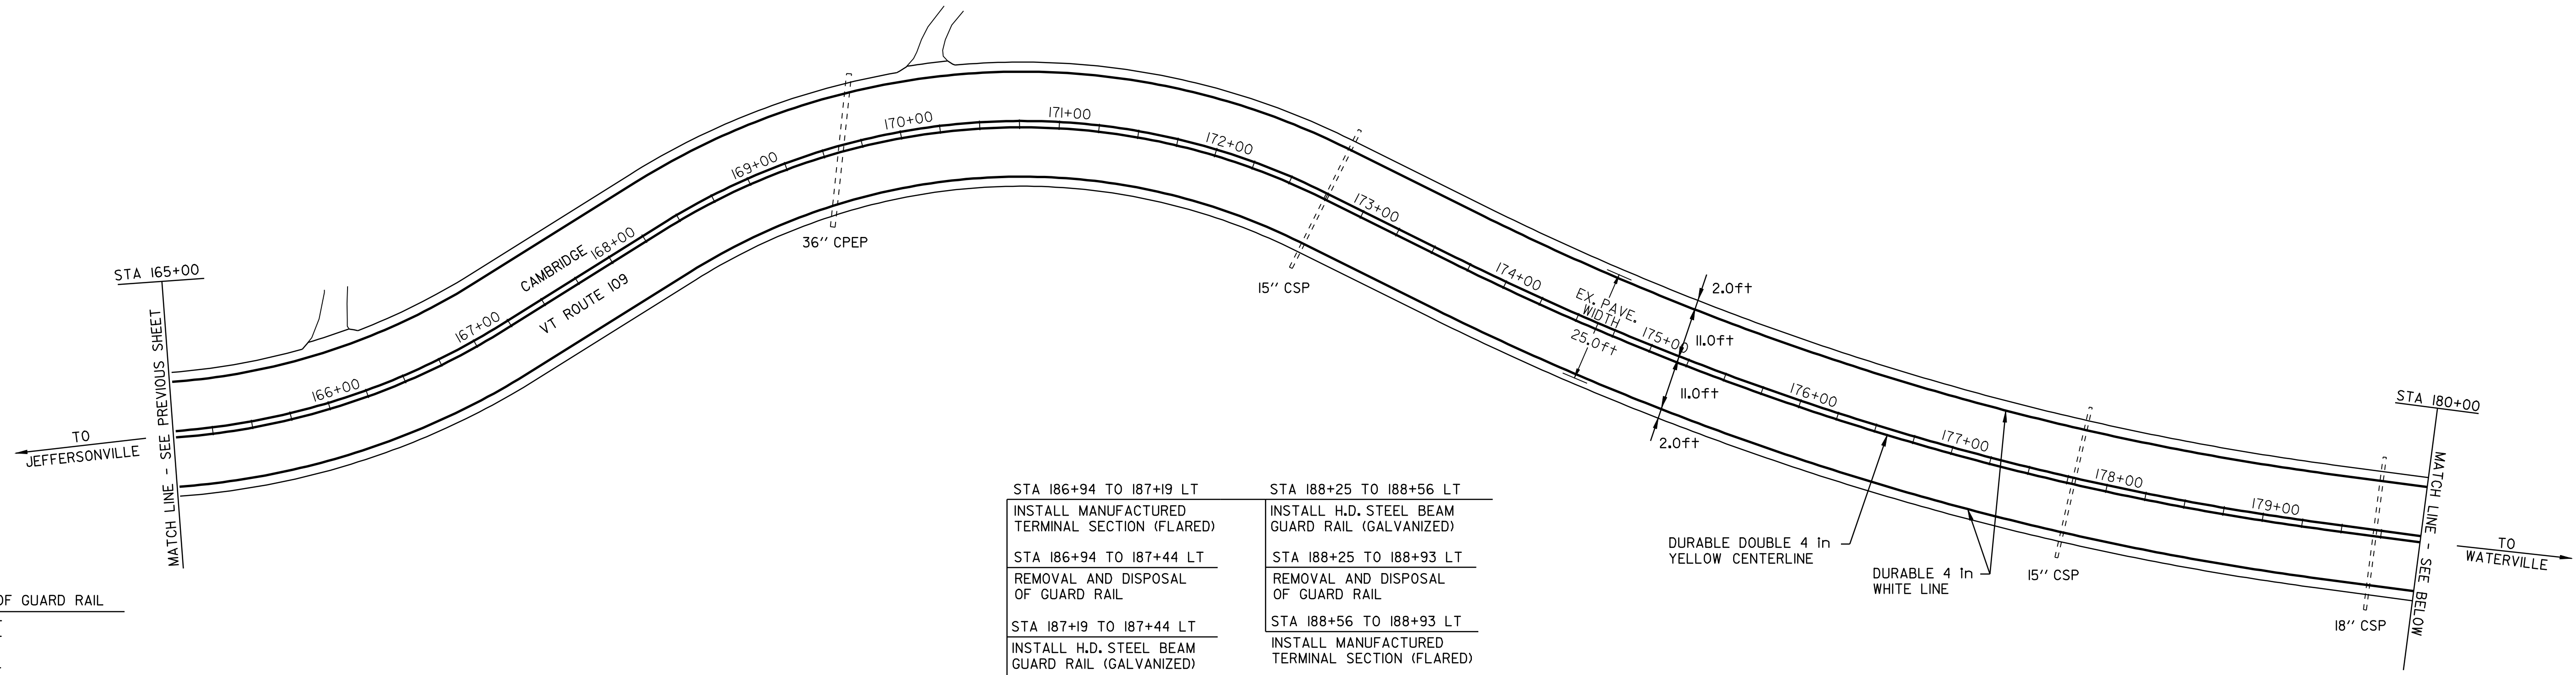 STA 165+00
MATCH LINE - SEE PREVIOUS SHEET
TO
JEFFERSONVILLE
166+00
167+00
CAMBRIDGE
VT ROUTE 109
168+00
169+00
170+00
36" CPEP
171+00
172+00
15" CSP
173+00
174+00
EX. PAVE.
WIDTH
25.0ft
175+00
2.0ft
11.0ft
11.0ft
2.0ft
176+00
177+00
DURABLE DOUBLE 4 in
YELLOW CENTERLINE
DURABLE 4 in
WHITE LINE
15" CSP
178+00
179+00
18" CSP
STA 180+00
MATCH LINE - SEE BELOW
TO
WATERVILLE
OF GUARD RAIL
STA 186+94 TO 187+19 LT
INSTALL MANUFACTURED
TERMINAL SECTION (FLARED)
STA 186+94 TO 187+44 LT
REMOVAL AND DISPOSAL
OF GUARD RAIL
STA 187+19 TO 187+44 LT
INSTALL H.D. STEEL BEAM
GUARD RAIL (GALVANIZED)
STA 188+25 TO 188+56 LT
INSTALL H.D. STEEL BEAM
GUARD RAIL (GALVANIZED)
STA 188+25 TO 188+93 LT
REMOVAL AND DISPOSAL
OF GUARD RAIL
STA 188+56 TO 188+93 LT
INSTALL MANUFACTURED
TERMINAL SECTION (FLARED)